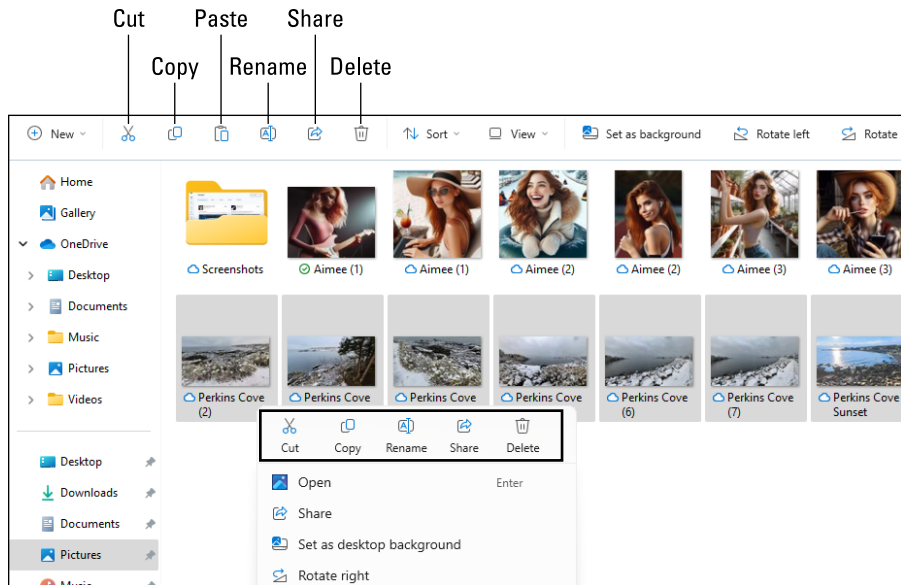 Cut Paste Share
Copy Rename Delete
New Sort View Set as background Rotate left Rotate
Home
Gallery
OneDrive
Desktop
Documents
Music
Pictures
Videos
Desktop
Downloads
Documents
Pictures
Music
Screenshots Aimee (1) Aimee (1) Aimee (2) Aimee (2) Aimee (3) Aimee (3)
Perkins Cove Perkins Cove Perkins Cove Perkins Cove Perkins Cove Perkins Cove Perkins Cove
(2) (6) (7) Sunset
Cut Copy Rename Share Delete
Open Enter
Share
Set as desktop background
Rotate right